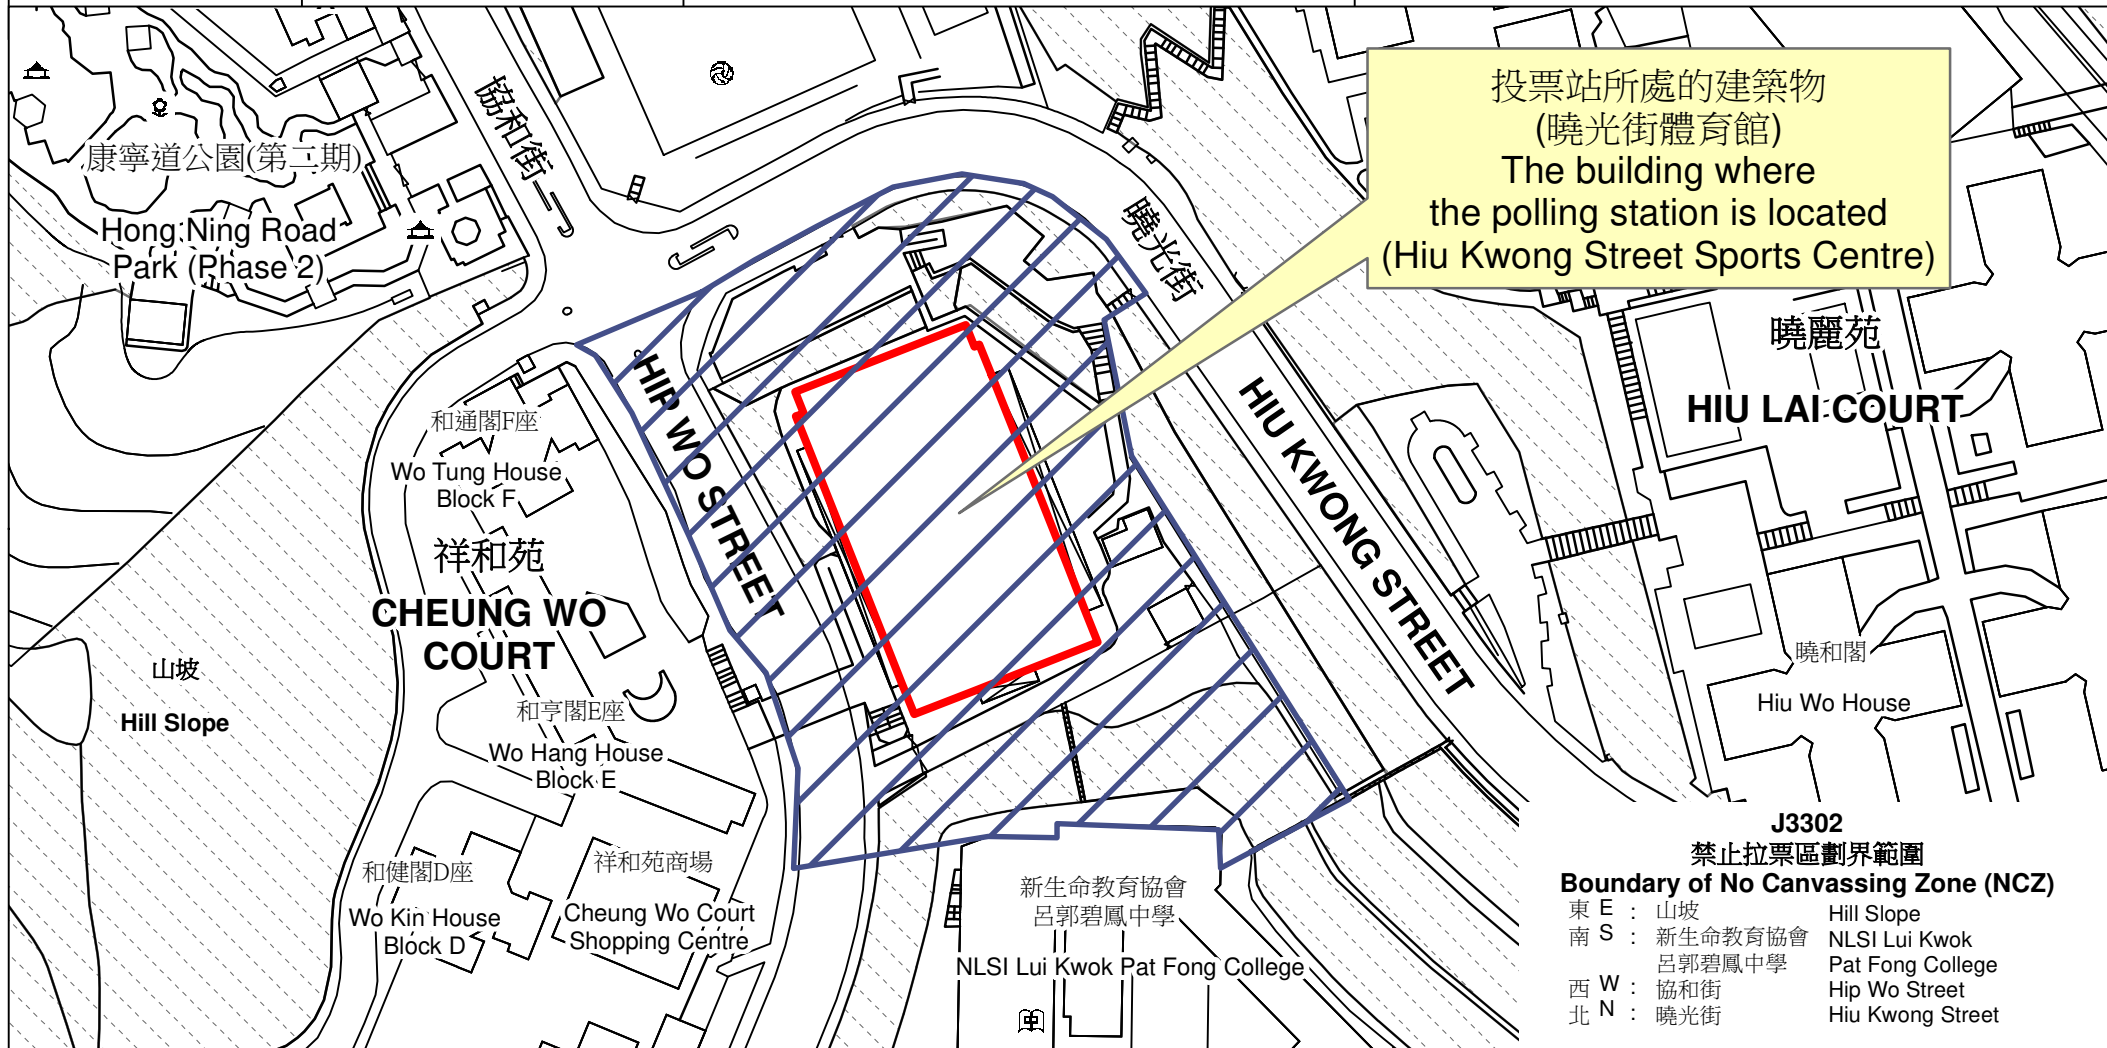 投票站所處的建築物
(曉光街體育館)
The building where
the polling station is located
(Hiu Kwong Street Sports Centre)
協和街
康寧道公園(第二期)
Hong Ning Road
Park (Phase 2)
曉光街
曉麗苑
HIU LAI COURT
HIP WO STREET
HIU KWONG STREET
和通閣F座
Wo Tung House
Block F
祥和苑
CHEUNG WO
COURT
山坡
Hill Slope
和亨閣E座
Wo Hang House
Block E
曉和閣
Hiu Wo House
和健閣D座
Wo Kin House
Block D
祥和苑商場
Cheung Wo Court
Shopping Centre
新生命教育協會
呂郭碧鳳中學
NLSI Lui Kwok Pat Fong College
J3302
禁止拉票區劃界範圍
Boundary of No Canvassing Zone (NCZ)
東 E : 山坡 Hill Slope
南 S : 新生命教育協會 NLSI Lui Kwok
呂郭碧鳳中學 Pat Fong College
西 W : 協和街 Hip Wo Street
北 N : 曉光街 Hiu Kwong Street